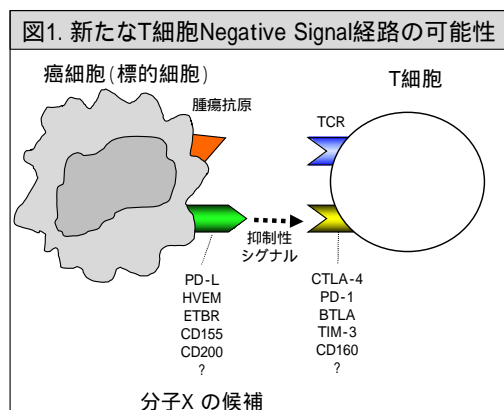 図1. 新たなT細胞Negative Signal経路の可能性
癌細胞(標的細胞)
T細胞
腫瘍抗原
TCR
抑制性
シグナル
PD-L
HVEM
ETBR
CD155
CD200
?
CTLA-4
PD-1
BTLA
TIM-3
CD160
?
分子X の候補